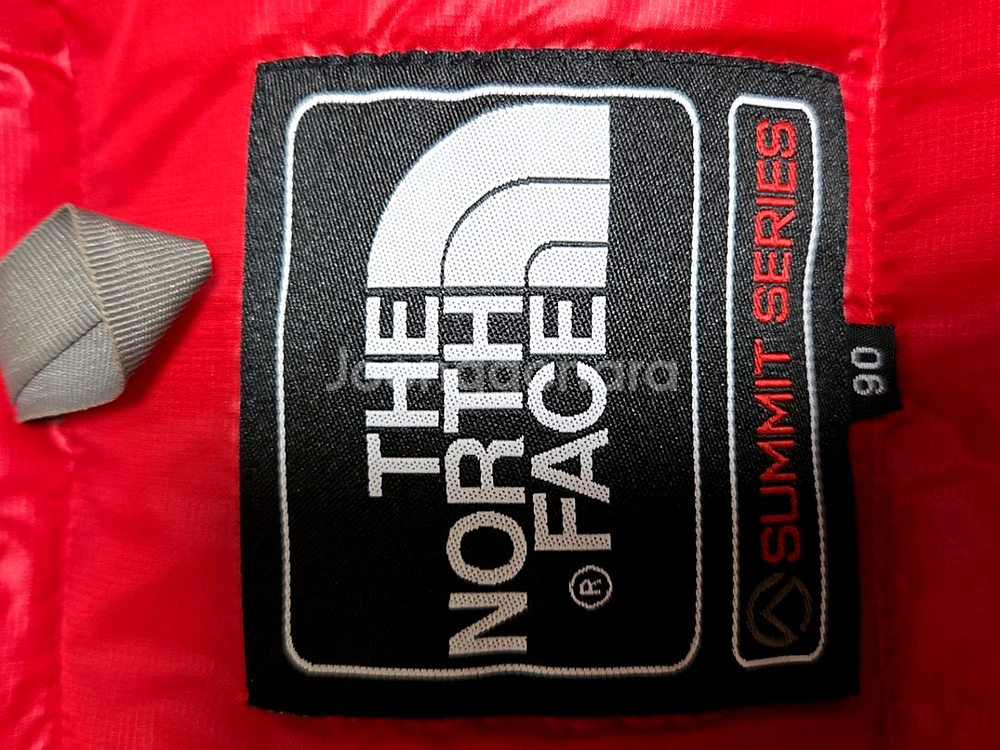 THE
NORTH
FACE
®
SUMMIT SERIES
90